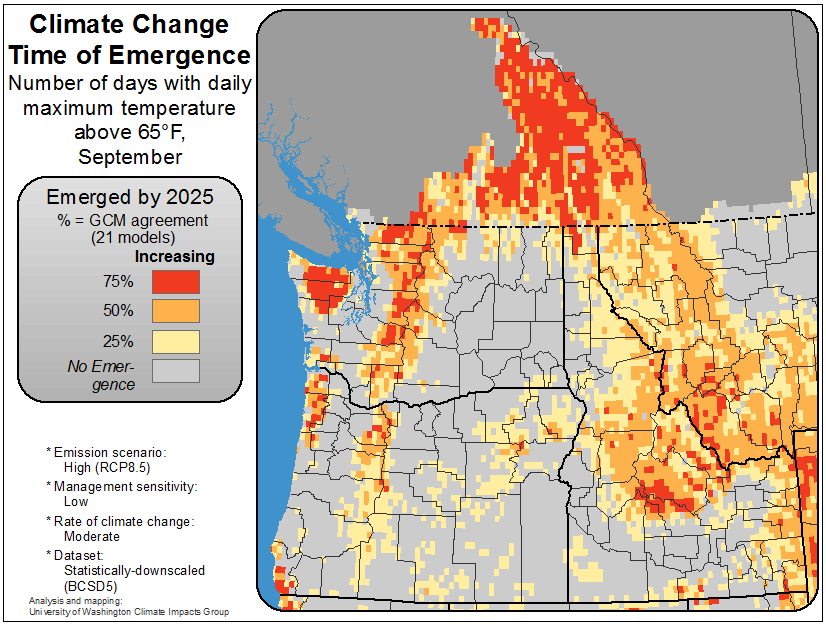 Climate Change
Time of Emergence
Number of days with daily
maximum temperature
above 65°F,
September
Emerged by 2025
% = GCM agreement
(21 models)
Increasing
75%
50%
25%
No Emer-
gence
* Emission scenario:
High (RCP8.5)
* Management sensitivity:
Low
* Rate of climate change:
Moderate
* Dataset:
Statistically-downscaled
(BCSD5)
Analysis and mapping:
University of Washington Climate Impacts Group